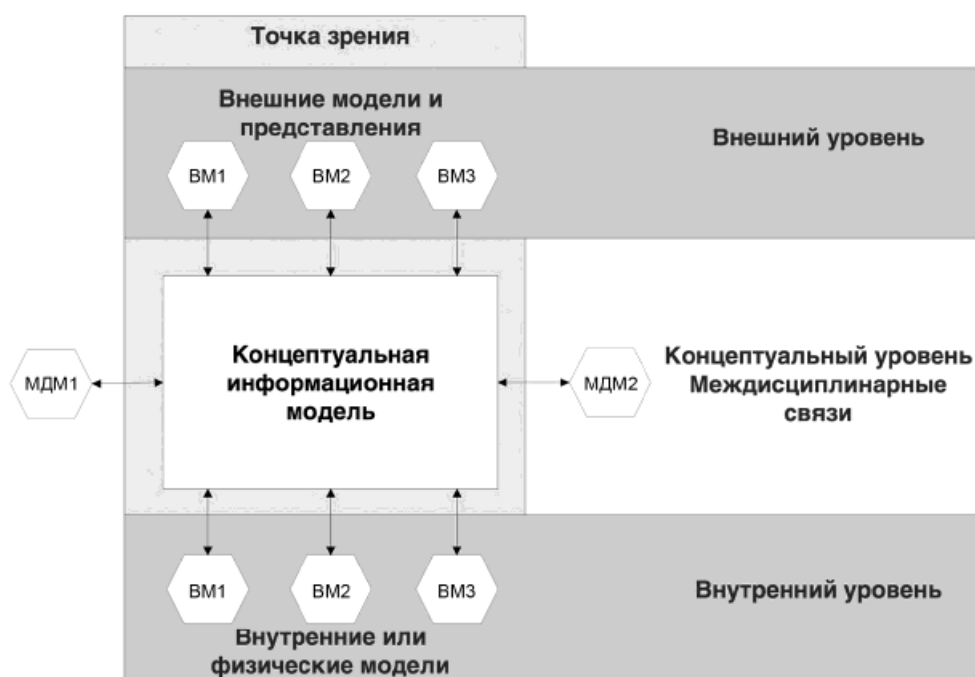 Точка зрения
Внешние модели и
представления
Внешний уровень
ВМ1
ВМ2
ВМ3
Концептуальная
информационная
модель
МДМ1
МДМ2
Концептуальный уровень
Междисциплинарные
связи
ВМ1
ВМ2
ВМ3
Внутренний уровень
Внутренние или
физические модели